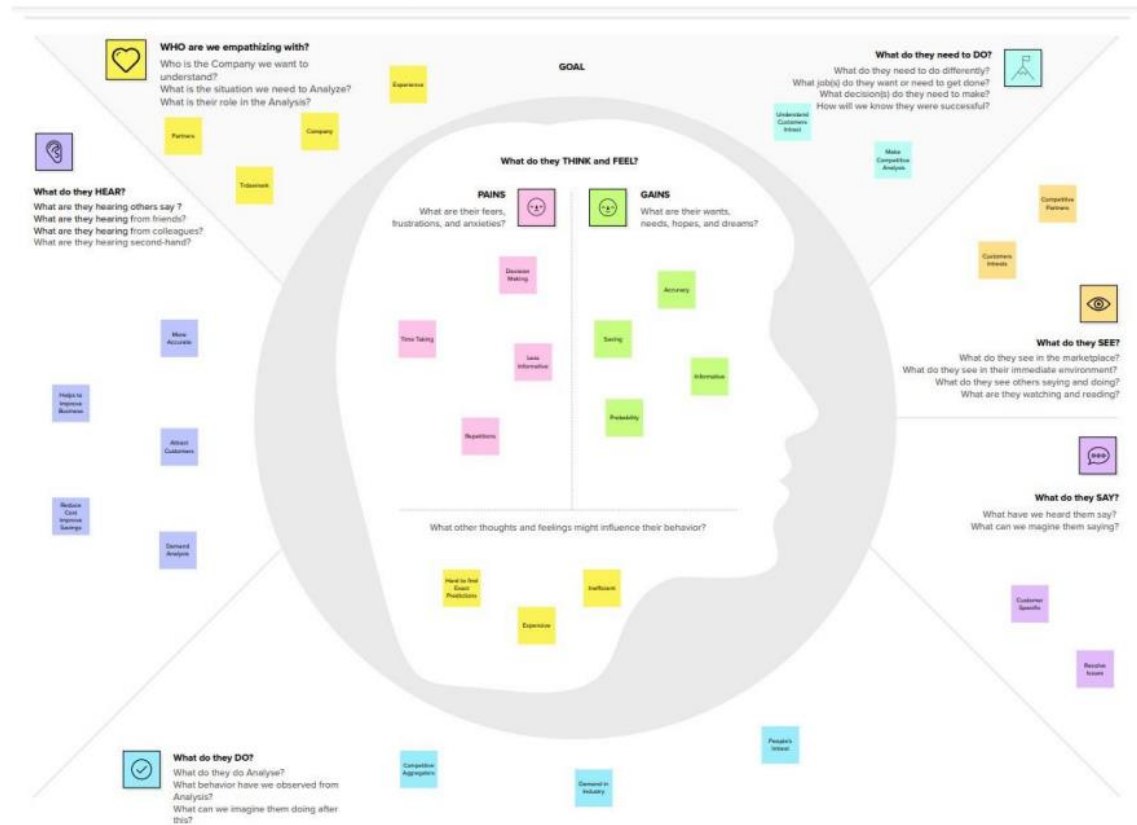 WHO are we empathizing with?
Who is the Company we want to
understand?
What is the situation we need to Analyze?
What is their role in the Analysis?
Experience
Partners
Company
GOAL
What do they need to DO?
What do they need to do differently?
What job(s) do they want or need to get done?
What decision(s) do they need to make?
How will we know they were successful?
Understand
Customers
Intrest
Make
Competitive
Analysis
What do they HEAR?
What are they hearing others say ?
What are they hearing from friends?
What are they hearing from colleagues?
What are they hearing second-hand?
More
Accurate
Helps to
Improve
Business
Attract
Customers
Reduce
Cost
Improve
Savings
Demand
Analysis
What do they THINK and FEEL?
PAINS
What are their fears,
frustrations, and anxieties?
Decision
Making
Time Taking
Less
Informative
Repetitions
GAINS
What are their wants,
needs, hopes, and dreams?
Accuracy
Saving
Informative
Probability
What other thoughts and feelings might influence their behavior?
Hard to find
Exact
Predictions
Inefficient
Expensive
Competitive
Partners
Customers
Intrests
What do they SEE?
What do they see in the marketplace?
What do they see in their immediate environment?
What do they see others saying and doing?
What are they watching and reading?
What do they SAY?
What have we heard them say?
What can we magine them saying?
Customer
Specific
Resolve
Issues
What do they DO?
What do they do Analyse?
What behavior have we observed from
Analysis?
What can we imagine them doing after
this?
Competitive
Aggregators
Demand in
Industry
People's
Intrest